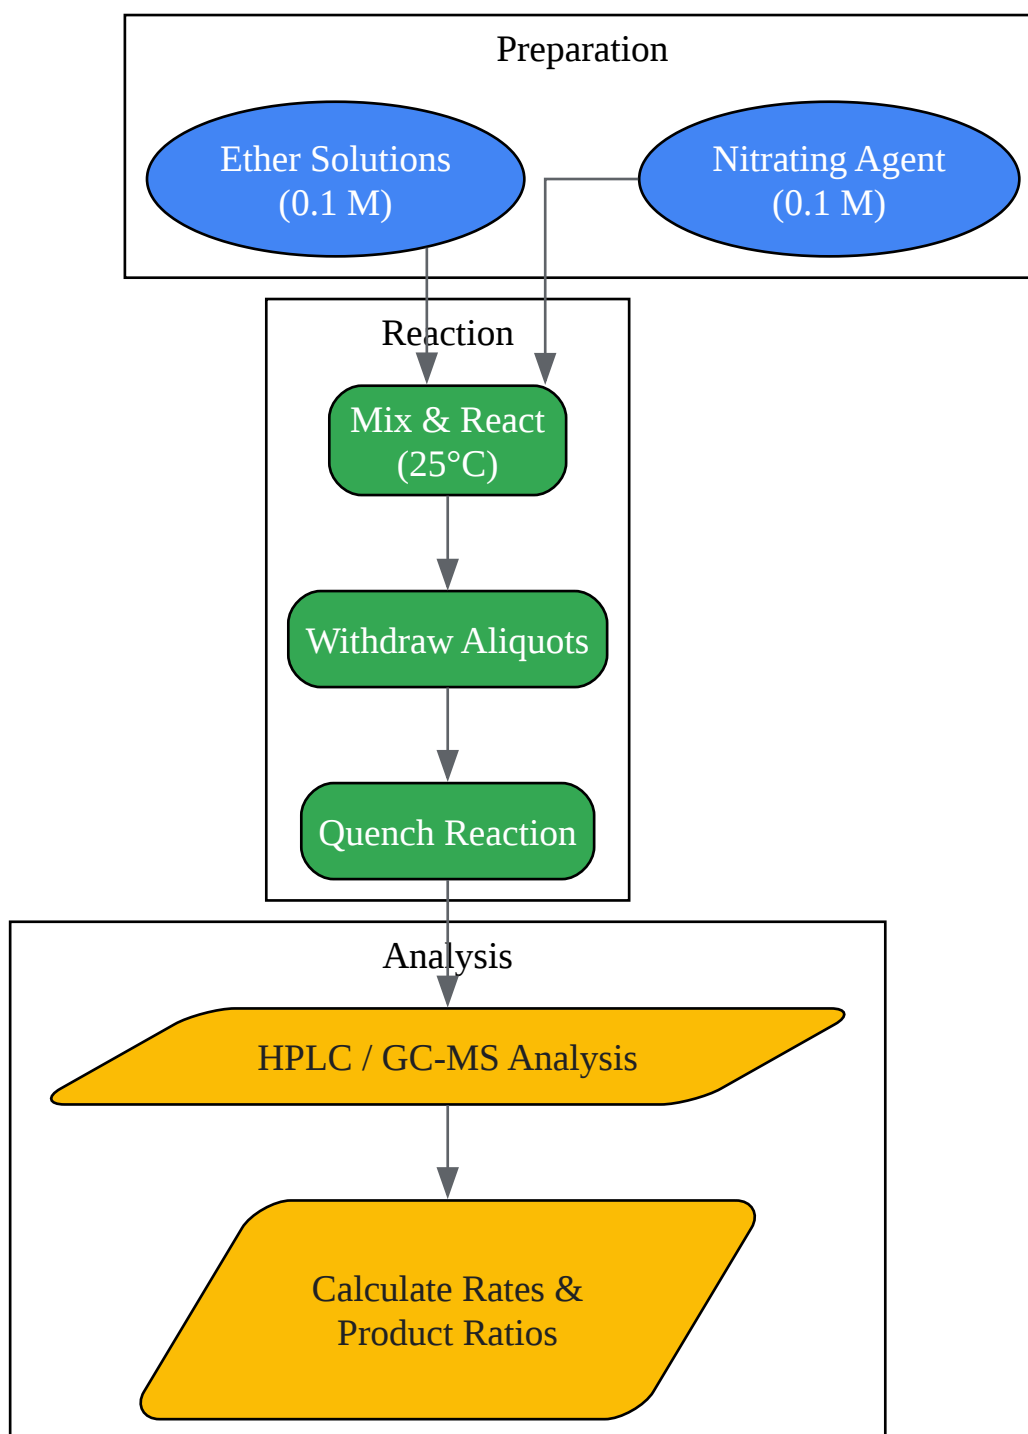 Preparation
Ether Solutions
(0.1 M)
Nitrating Agent
(0.1 M)
Reaction
Mix & React
(25°C)
Withdraw Aliquots
Quench Reaction
Analysis
HPLC / GC-MS Analysis
Calculate Rates &
Product Ratios